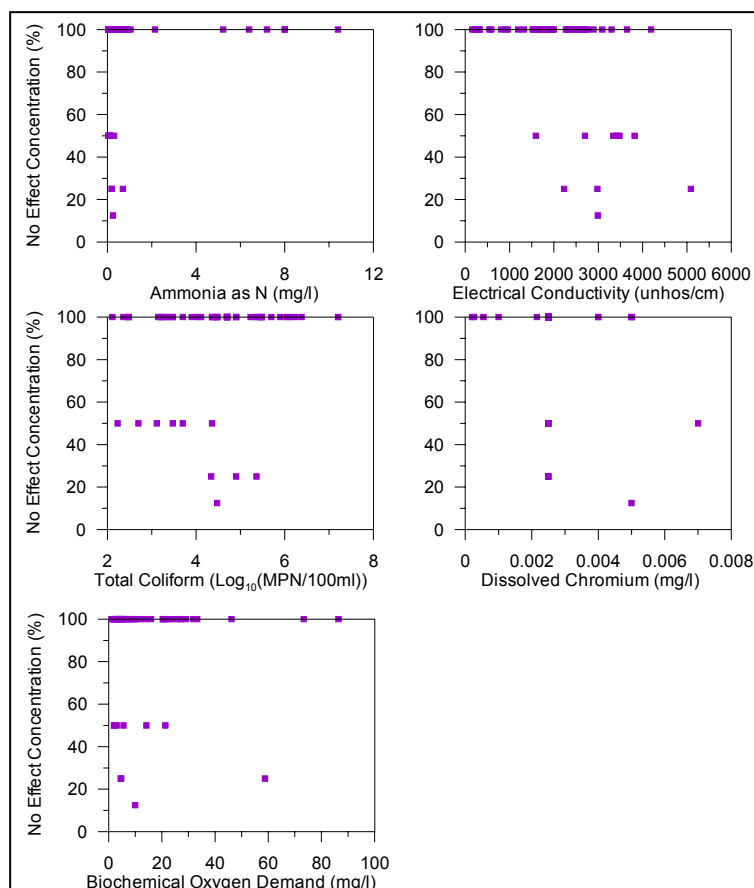 No Effect Concentration (%)
100
80
60
40
20
0
0 4 8 12
Ammonia as N (mg/l)
100
80
60
40
20
0
0 1000 2000 3000 4000 5000 6000
Electrical Conductivity (unhos/cm)
No Effect Concentration (%)
100
80
60
40
20
0
2 4 6 8
Total Coliform (Log₁₀(MPN/100ml))
No Effect Concentration (%)
100
80
60
40
20
0
0 0.002 0.004 0.006 0.008
Dissolved Chromium (mg/l)
No Effect Concentration (%)
100
80
60
40
20
0
0 20 40 60 80 100
Biochemical Oxygen Demand (mg/l)